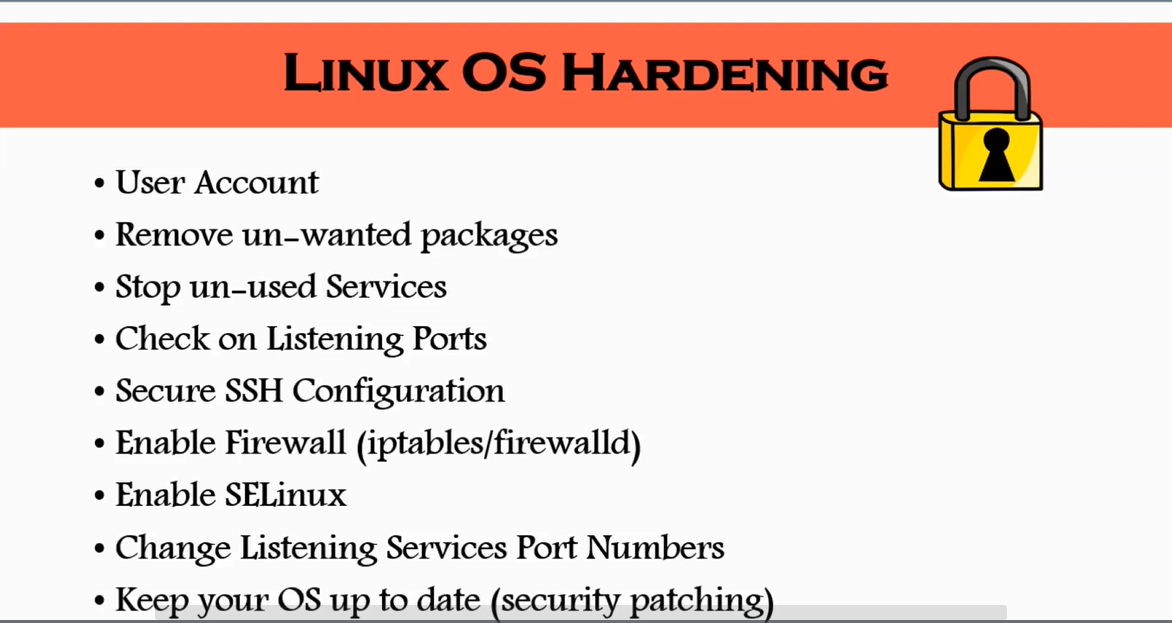 Linux OS Hardening
• User Account
• Remove un-wanted packages
• Stop un-used Services
• Check on Listening Ports
• Secure SSH Configuration
• Enable Firewall (iptables/firewalld)
• Enable SELinux
• Change Listening Services Port Numbers
• Keep your OS up to date (security patching)